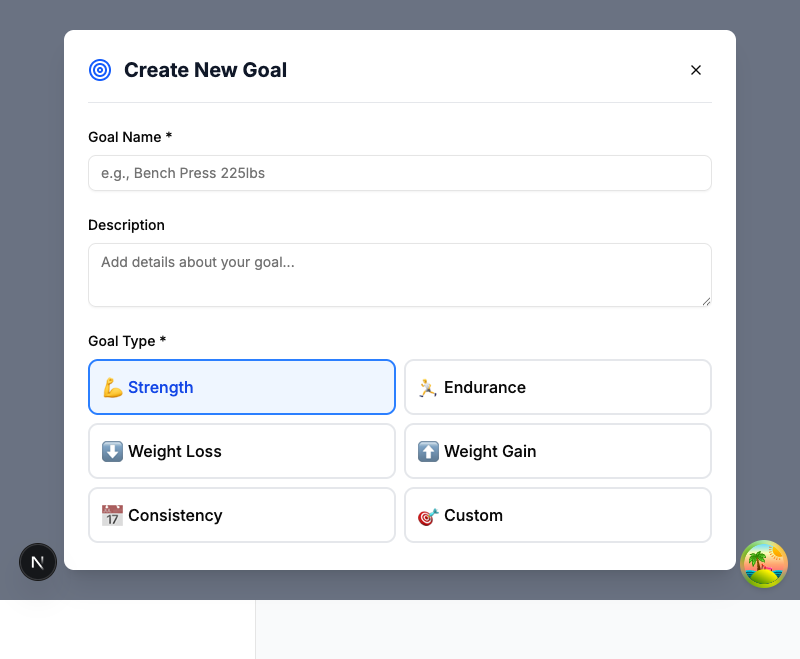 Create New Goal
Goal Name *
e.g., Bench Press 225lbs
Description
Add details about your goal...
Goal Type *
Strength
Endurance
Weight Loss
Weight Gain
17 Consistency
Custom
N